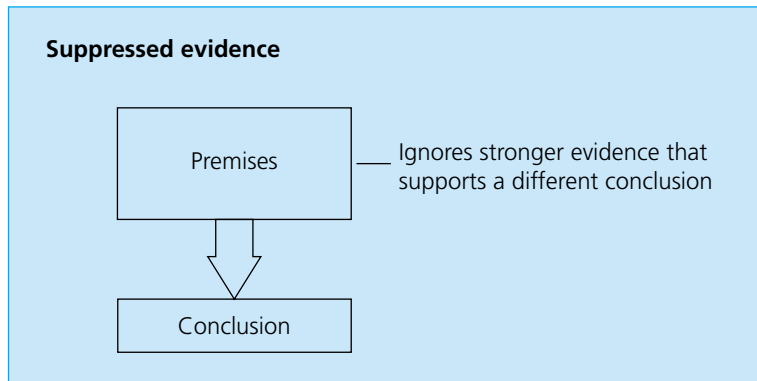 Suppressed evidence
Premises
Ignores stronger evidence that
supports a different conclusion
Conclusion